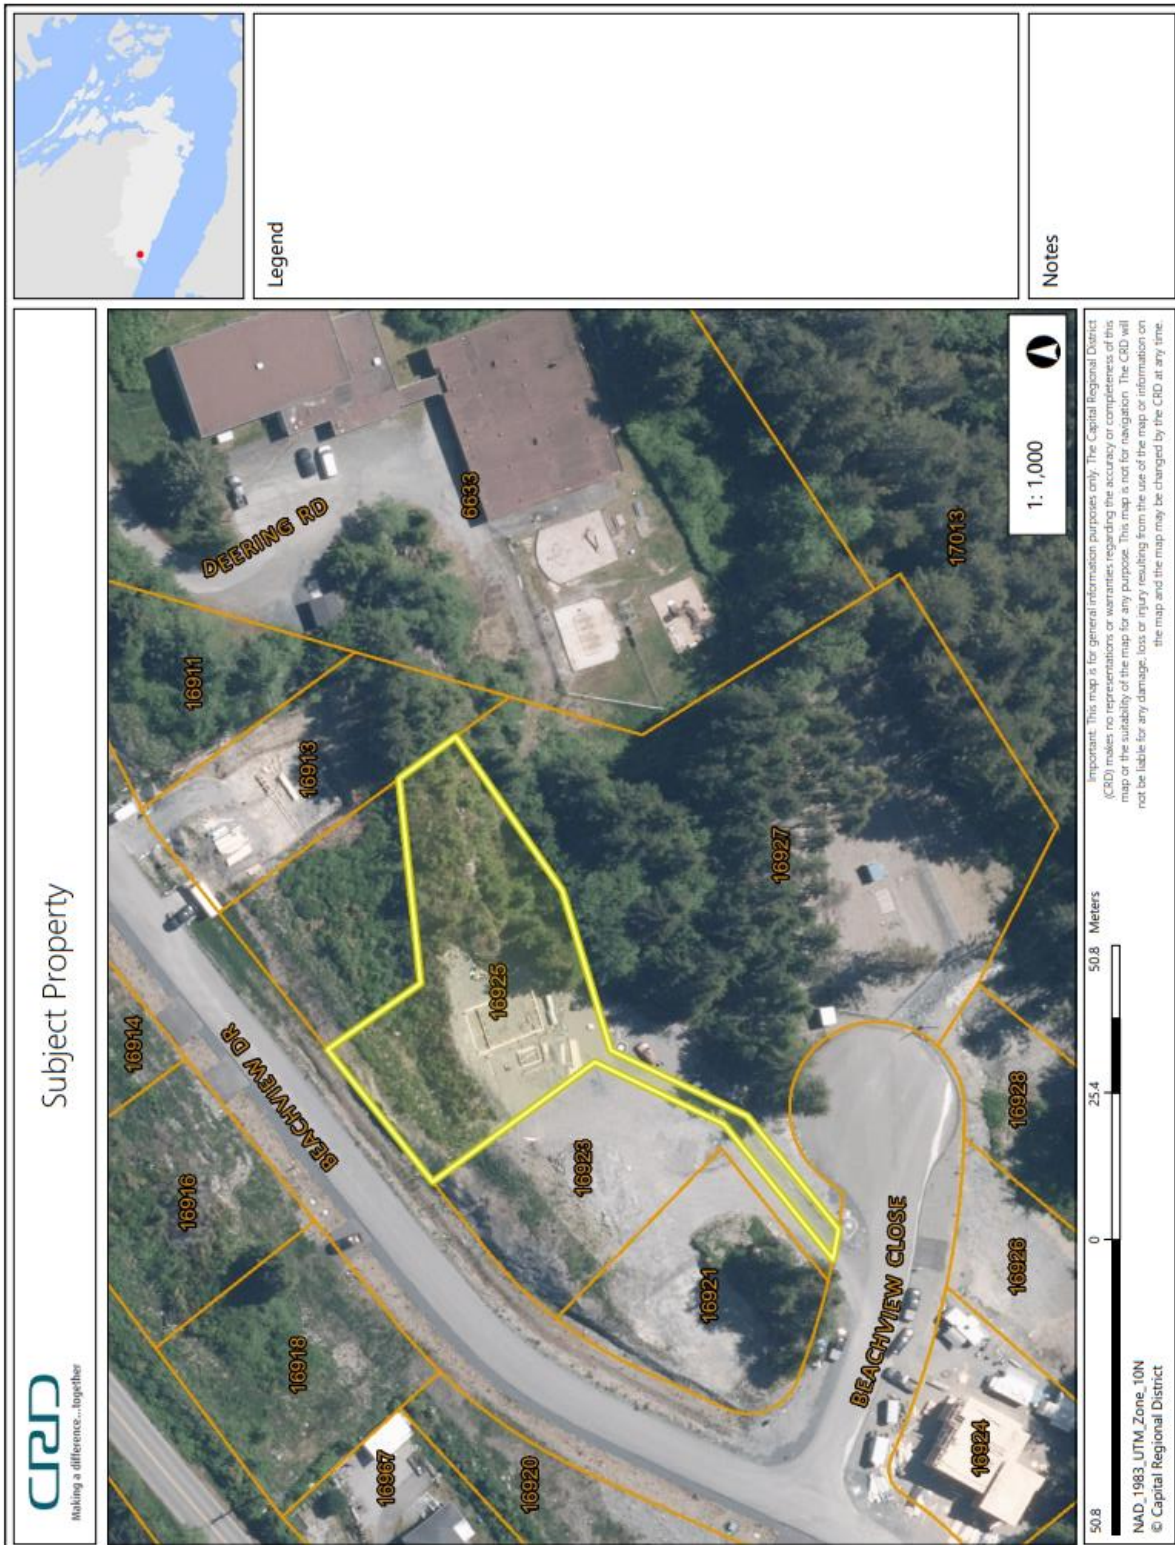 CRD
Making a difference...together
Subject Property
Legend
Notes
16914
16916
16918
16967
16920
BEACHVIEW DR
16911
16913
DEERING RD
6633
16925
16923
16921
16927
17013
BEACHVIEW CLOSE
16928
16926
16924
1: 1,000
50.8
0
25.4
50.8
Meters
NAD_1983_UTM_Zone_10N
© Capital Regional District
Important: This map is for general information purposes only. The Capital Regional District
(CRD) makes no representations or warranties regarding the accuracy or completeness of this
map or the suitability of the map for any purpose. This map is not for navigation. The CRD will
not be liable for any damage, loss or injury resulting from the use of the map or information on
the map and the map may be changed by the CRD at any time.